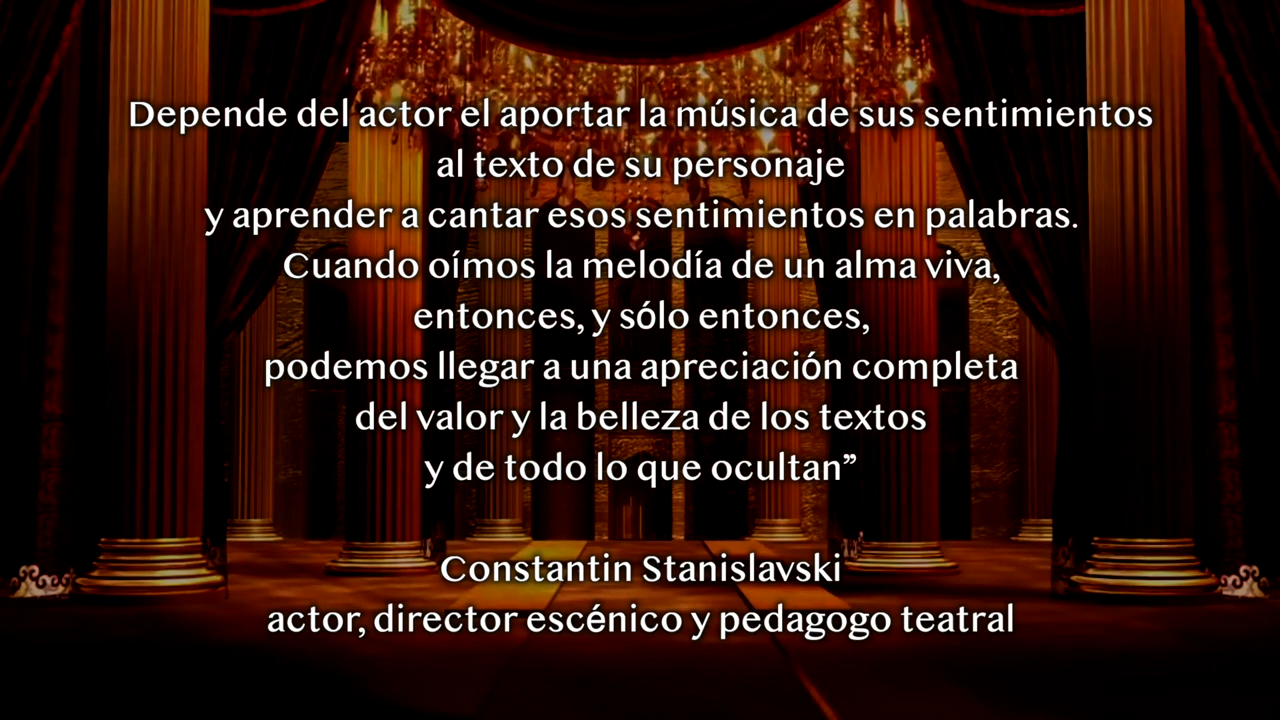 Depende del actor el aportar la música de sus sentimientos
al texto de su personaje
y aprender a cantar esos sentimientos en palabras.
Cuando oímos la melodía de un alma viva,
entonces, y sólo entonces,
podemos llegar a una apreciación completa
del valor y la belleza de los textos
y de todo lo que ocultan”
Constantin Stanislavski
actor, director escénico y pedagogo teatral